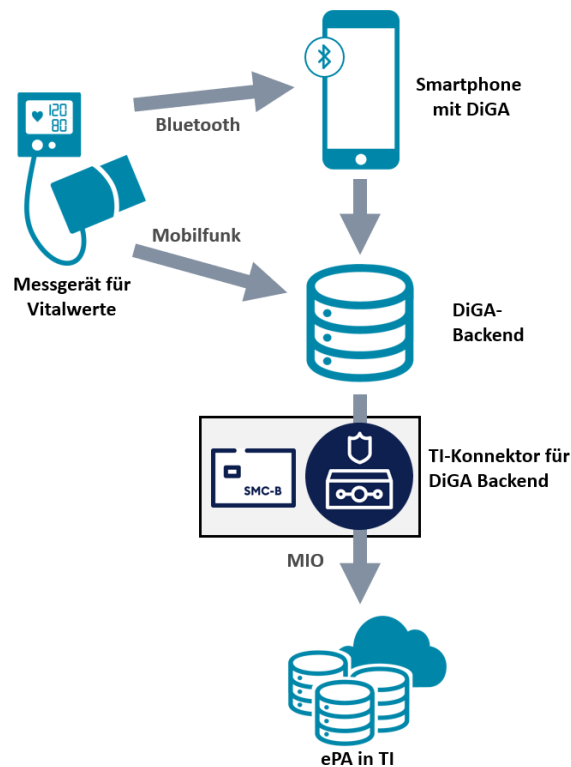 Smartphone
mit DiGA
120
80
Bluetooth
Mobilfunk
Messgerät für
Vitalwerte
DiGA-
Backend
TI-Konnektor für
DiGA Backend
SMC-B
MIO
ePA in TI